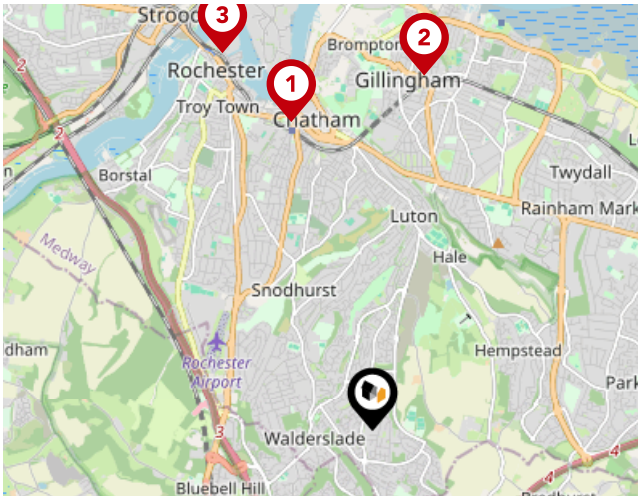 Strood
3
Rochester
2
Brompton
Gillingham
1
Troy Town
Chatham
2
2
Borstal
Twydall
Rainham Mark
Luton
Medway
Hale
Snodhurst
Rochester
Airport
dham
Hempstead
Park
Walderslade
3
4
4
Bluebell Hill